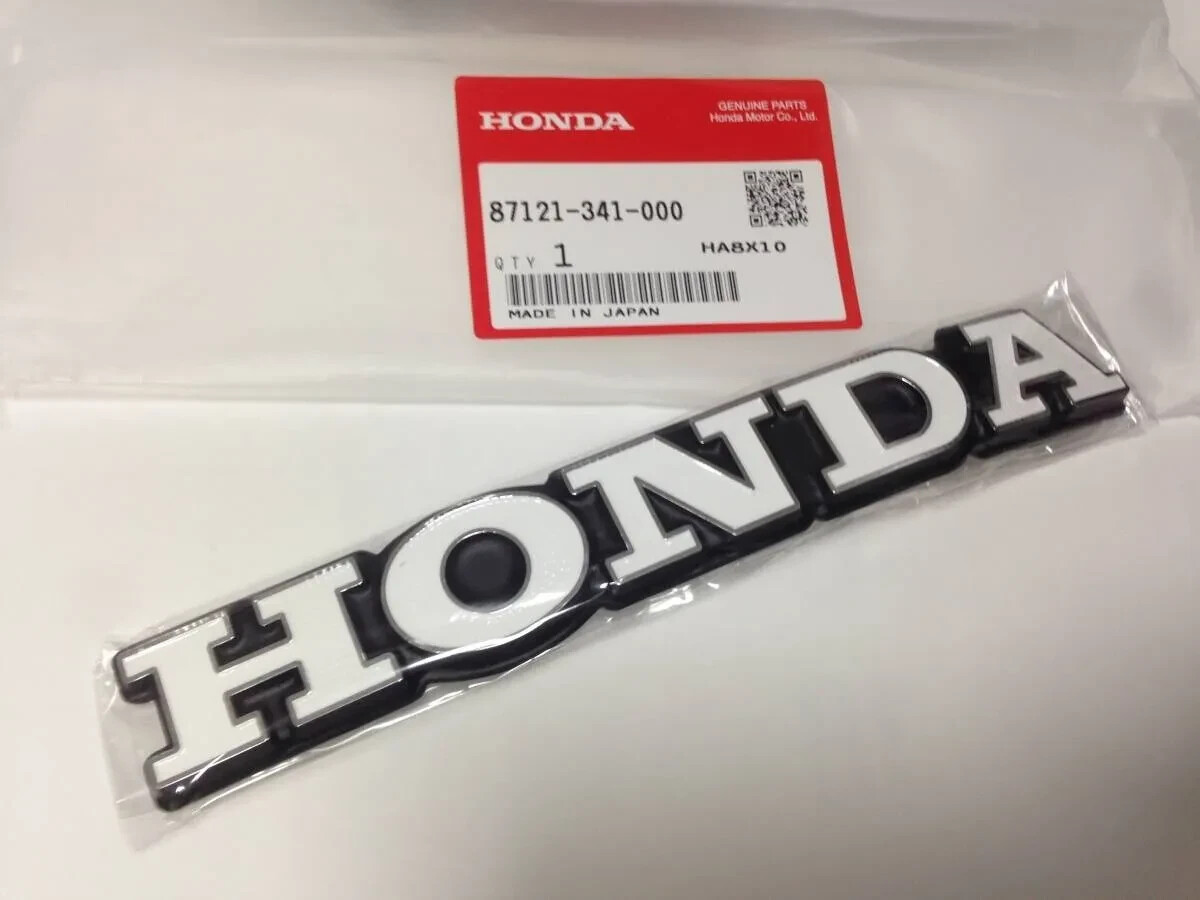 HONDA
GENUINE PARTS
Honda Motor Co., Ltd.
87121-341-000
QTY 1
HA8X10
MADE IN JAPAN
HONDA